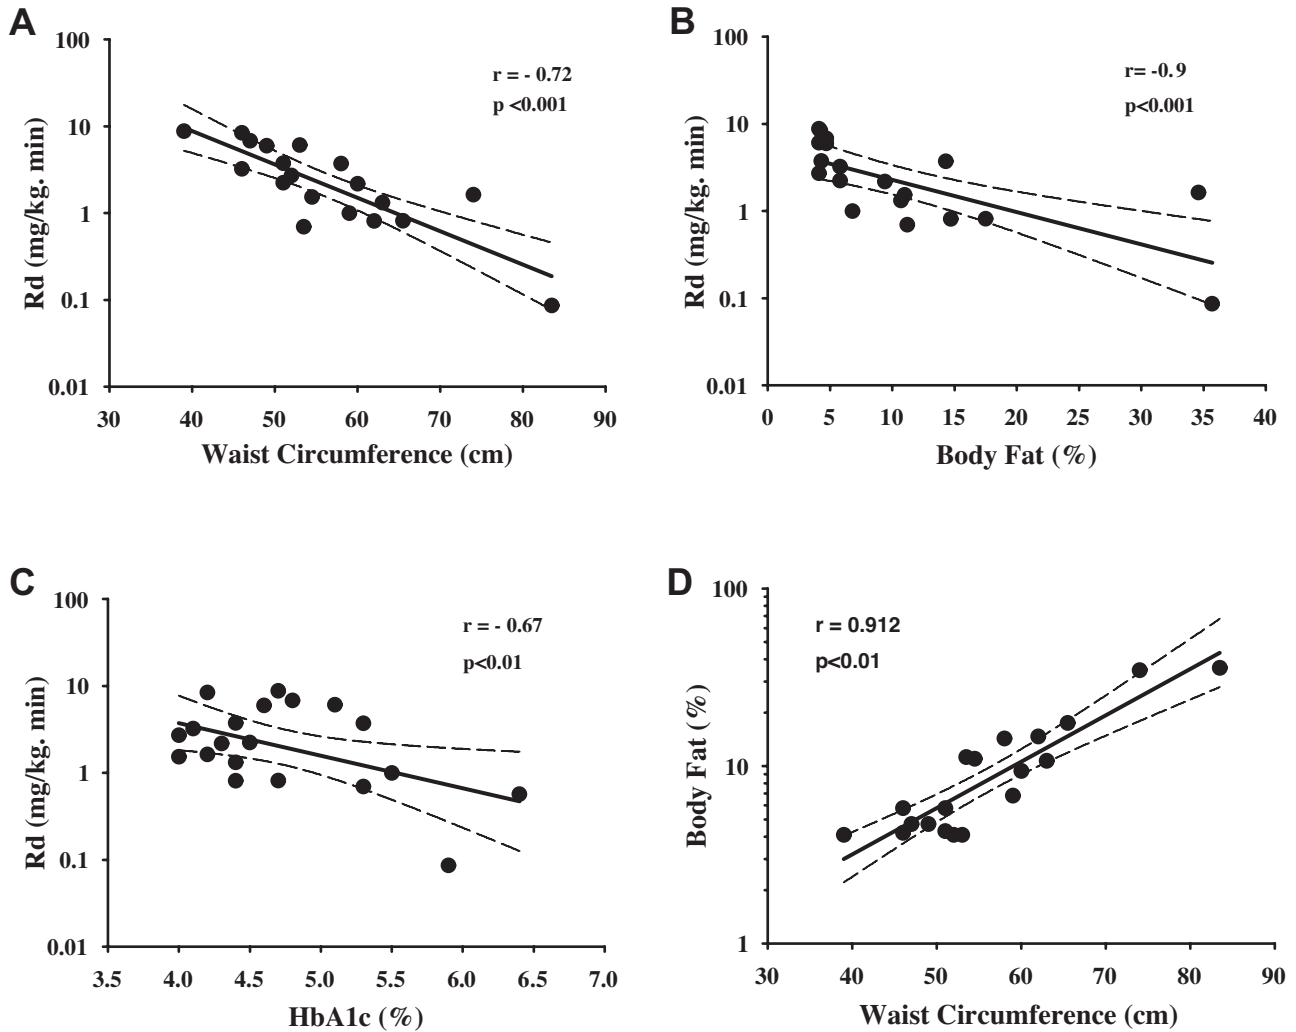 A
100
10
1
0.1
0.01
Rd (mg/kg. min)
r = - 0.72
p <0.001
30 40 50 60 70 80 90
Waist Circumference (cm)
B
100
10
1
0.1
0.01
Rd (mg/kg. min)
r= -0.9
p<0.001
0 5 10 15 20 25 30 35 40
Body Fat (%)
C
100
10
1
0.1
0.01
Rd (mg/kg. min)
r = - 0.67
p<0.01
3.5 4.0 4.5 5.0 5.5 6.0 6.5 7.0
HbA1c (%)
D
100
10
1
Body Fat (%)
r = 0.912
p<0.01
30 40 50 60 70 80 90
Waist Circumference (cm)